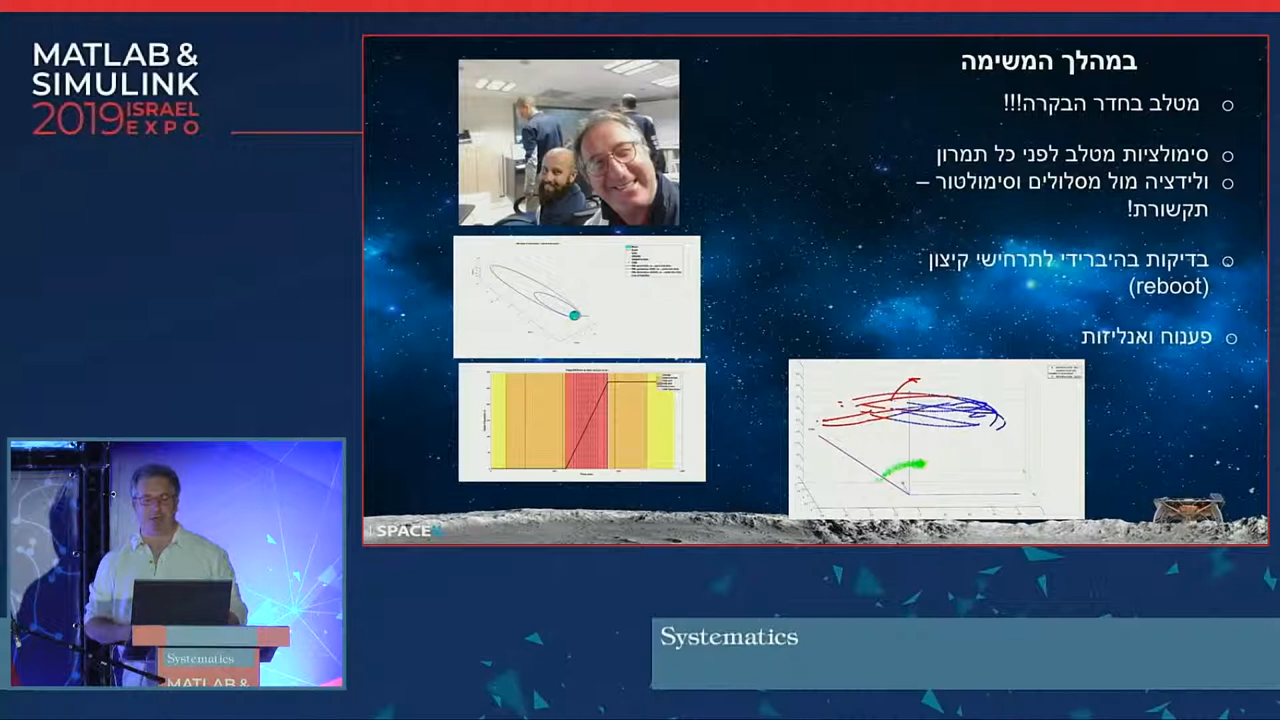 MATLAB &
SIMULINK
2019 ISRAEL
EXPO
במהלך המשימה
מטלב בחדר הבקרה!!!
סימולציות מטלב לפני כל תמרון
ולידציה מול מסלולים וסימולטור –
תקשורת!
בדיקות בהיברידי לתרחישי קיצון
(reboot)
פענוח ואנליזות
SPACE
Systematics
Systematics
MATLAB &